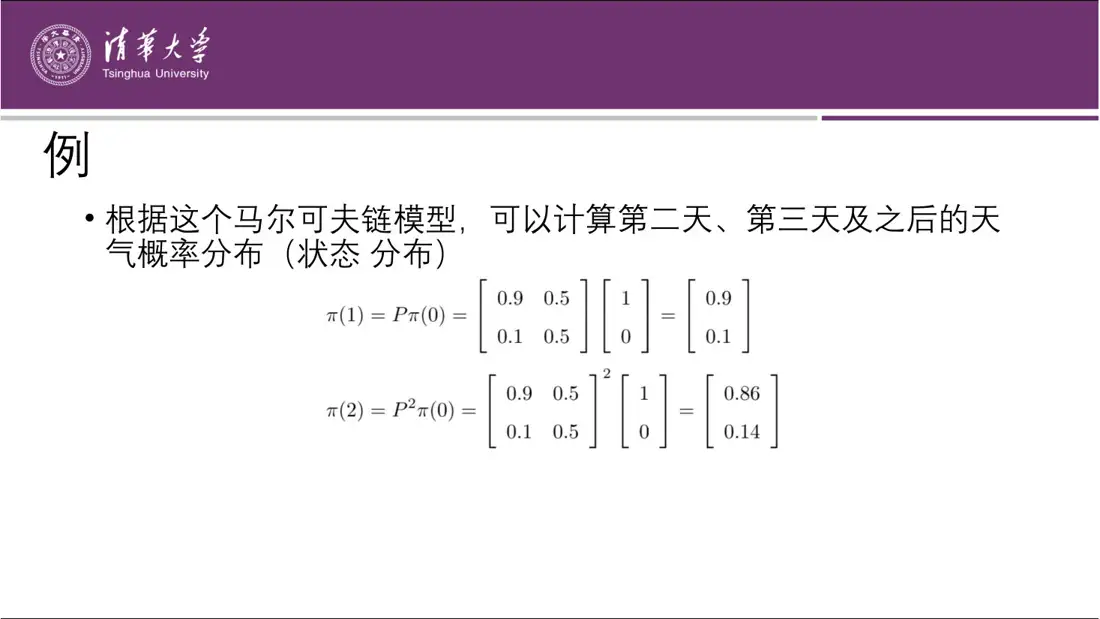 清华大学
Tsinghua University
例
• 根据这个马尔可夫链模型，可以计算第二天、第三天及之后的天
气概率分布（状态 分布）
π(1) = Pπ(0) = [ 0.9 0.5 ; 0.1 0.5 ] [ 1 ; 0 ] = [ 0.9 ; 0.1 ]
π(2) = P²π(0) = [ 0.9 0.5 ; 0.1 0.5 ]² [ 1 ; 0 ] = [ 0.86 ; 0.14 ]